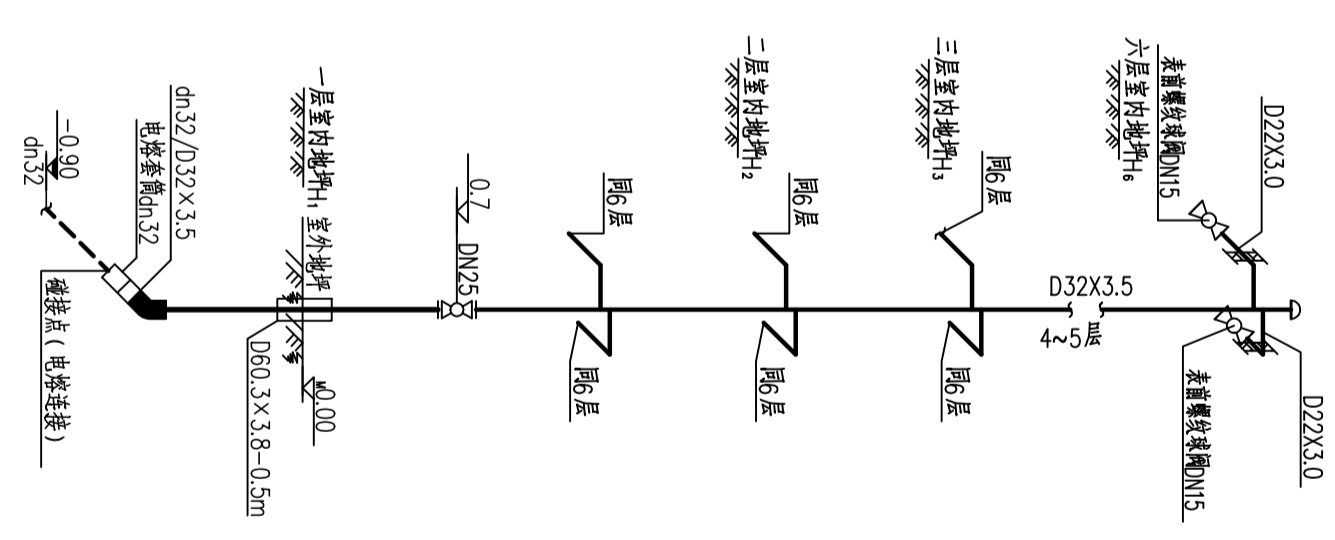 -0.90
dn32
dn32/D32×3.5
电熔套筒dn32
碰接点(电熔连接)
一层室内地坪H₁
室外地坪
D60.3×3.8-0.5m
±0.00
0.7
DN25
同6层
同6层
二层室内地坪H₂
同6层
同6层
三层室内地坪H₃
同6层
同6层
D32X3.5
4~5层
六层室内地坪H₆
表前螺纹球阀DN15
D22X3.0
表前螺纹球阀DN15
D22X3.0